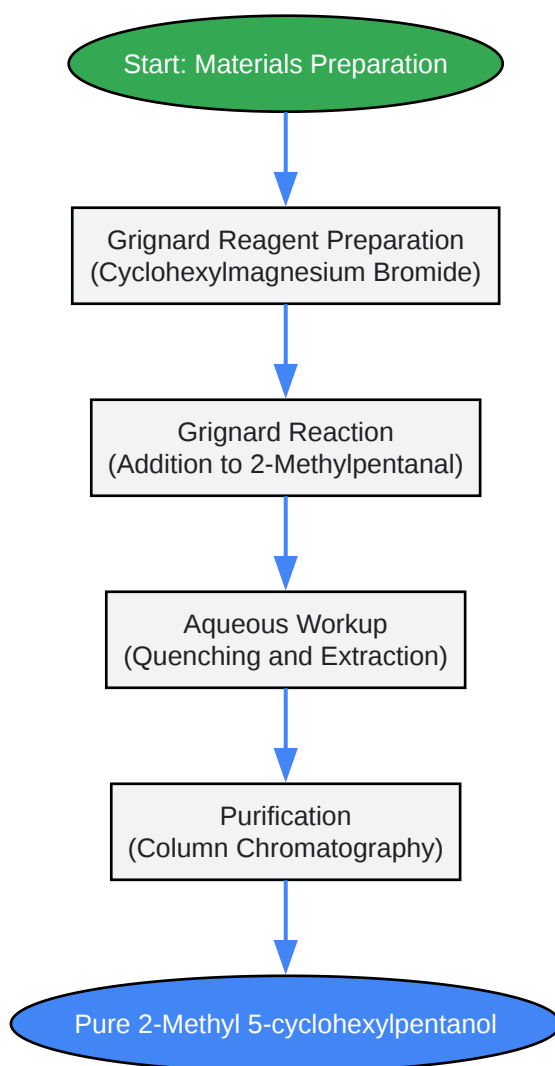 Start: Materials Preparation
Grignard Reagent Preparation
(Cyclohexylmagnesium Bromide)
Grignard Reaction
(Addition to 2-Methylpentanal)
Aqueous Workup
(Quenching and Extraction)
Purification
(Column Chromatography)
Pure 2-Methyl 5-cyclohexylpentanol